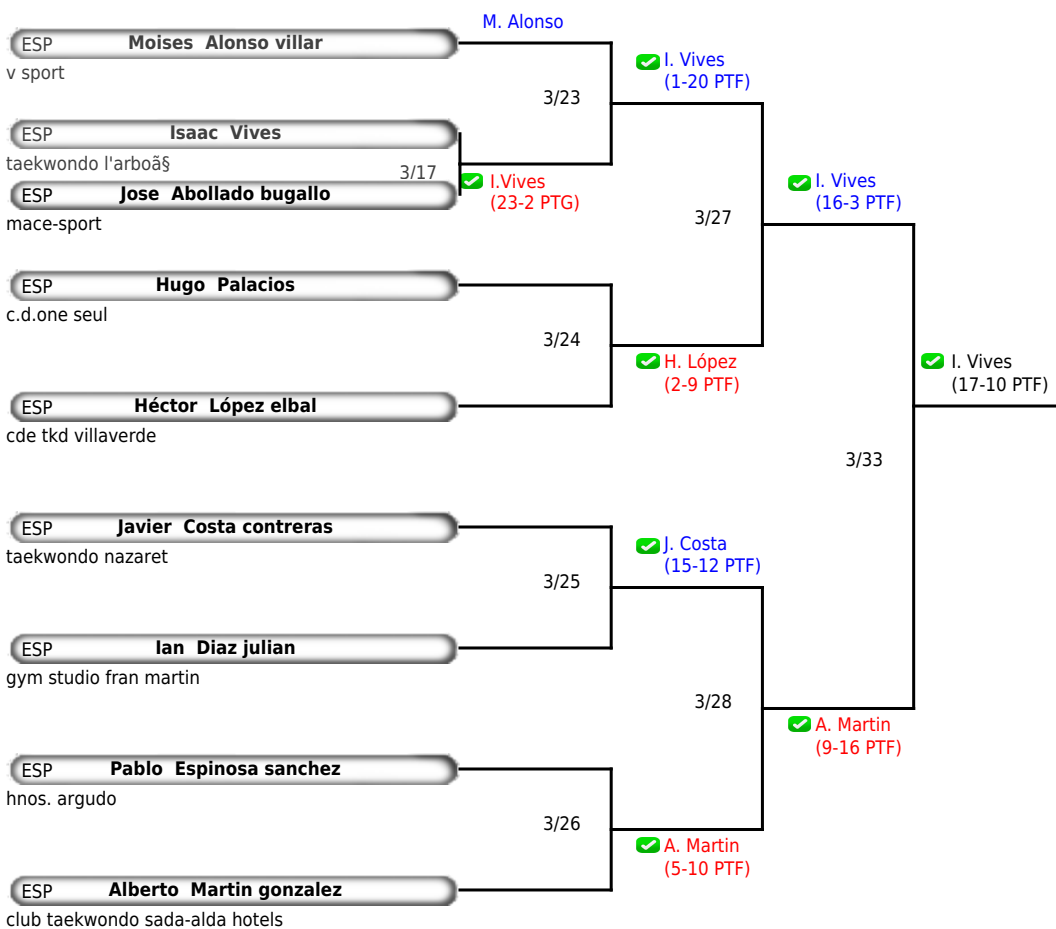 M. Alonso
ESP Moises Alonso villar
v sport
I. Vives
(1-20 PTF)
3/23
ESP Isaac Vives
taekwondo l'arboã§
3/17
I.Vives
(23-2 PTG)
ESP Jose Abollado bugallo
mace-sport
I. Vives
(16-3 PTF)
3/27
ESP Hugo Palacios
c.d.one seul
3/24
H. López
(2-9 PTF)
ESP Héctor López elbal
cde tkd villaverde
I. Vives
(17-10 PTF)
3/33
ESP Javier Costa contreras
taekwondo nazaret
J. Costa
(15-12 PTF)
3/25
ESP Ian Diaz julian
gym studio fran martin
3/28
A. Martin
(9-16 PTF)
ESP Pablo Espinosa sanchez
hnos. argudo
3/26
A. Martin
(5-10 PTF)
ESP Alberto Martin gonzalez
club taekwondo sada-alda hotels